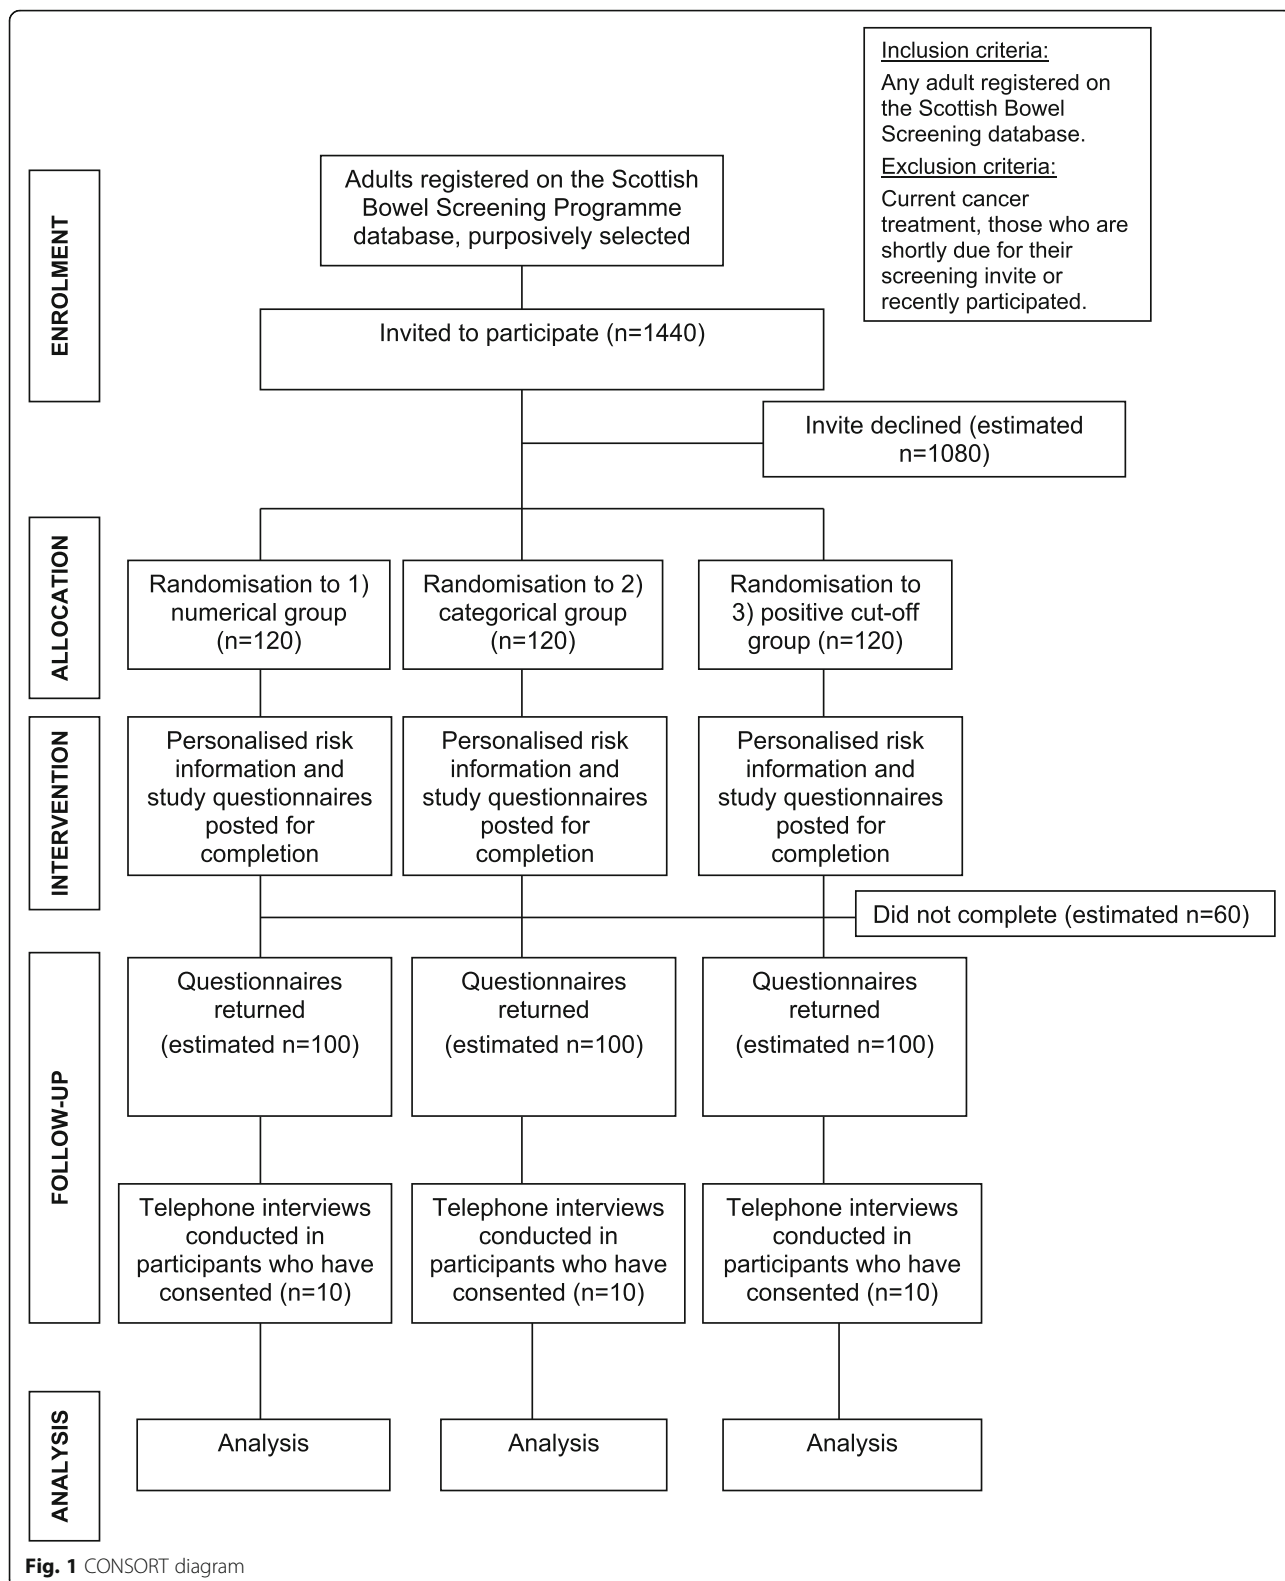 Inclusion criteria:
Any adult registered on
the Scottish Bowel
Screening database.
Exclusion criteria:
Current cancer
treatment, those who are
shortly due for their
screening invite or
recently participated.
ENROLMENT
Adults registered on the Scottish
Bowel Screening Programme
database, purposively selected
Invited to participate (n=1440)
Invite declined (estimated
n=1080)
ALLOCATION
Randomisation to 1)
numerical group
(n=120)
Randomisation to 2)
categorical group
(n=120)
Randomisation to
3) positive cut-off
group (n=120)
INTERVENTION
Personalised risk
information and
study questionnaires
posted for
completion
Personalised risk
information and
study questionnaires
posted for
completion
Personalised risk
information and
study questionnaires
posted for
completion
Did not complete (estimated n=60)
FOLLOW-UP
Questionnaires
returned
(estimated n=100)
Questionnaires
returned
(estimated n=100)
Questionnaires
returned
(estimated n=100)
Telephone interviews
conducted in
participants who have
consented (n=10)
Telephone interviews
conducted in
participants who have
consented (n=10)
Telephone interviews
conducted in
participants who have
consented (n=10)
ANALYSIS
Analysis
Analysis
Analysis
Fig. 1 CONSORT diagram